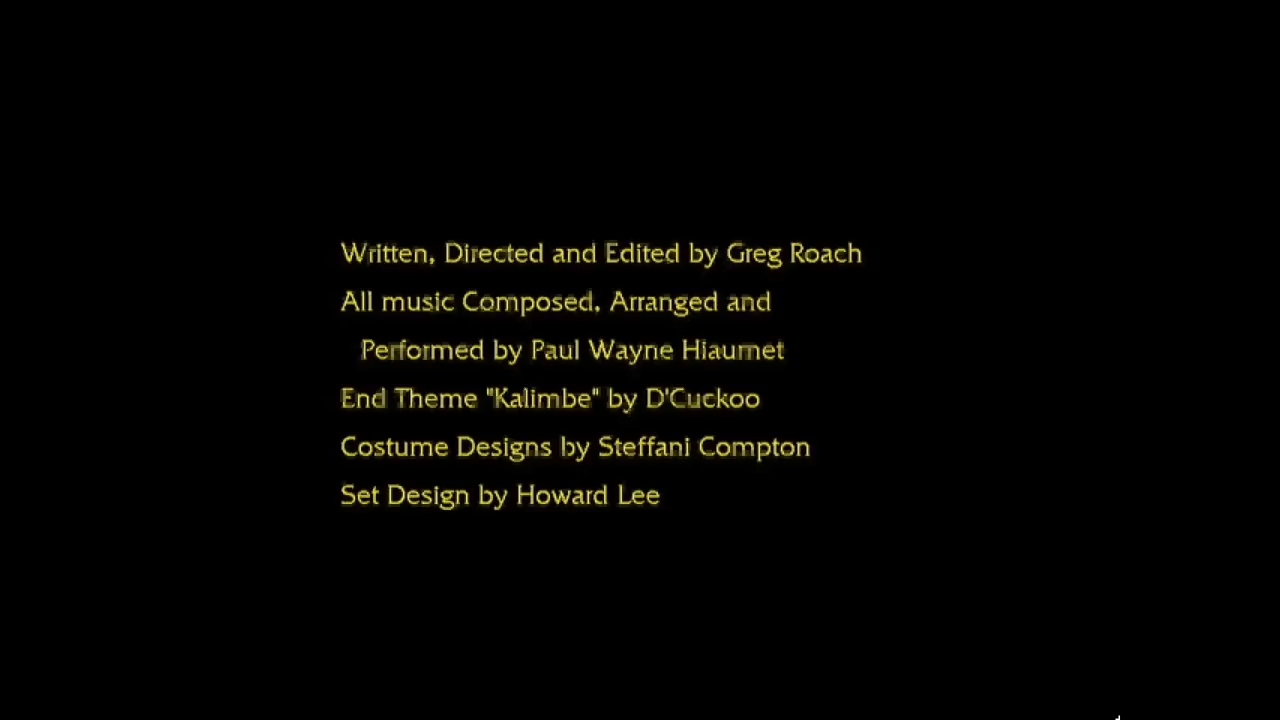 Written, Directed and Edited by Greg Roach
All music Composed, Arranged and
Performed by Paul Wayne Hiaumet
End Theme "Kalimbe" by D'Cuckoo
Costume Designs by Steffani Compton
Set Design by Howard Lee